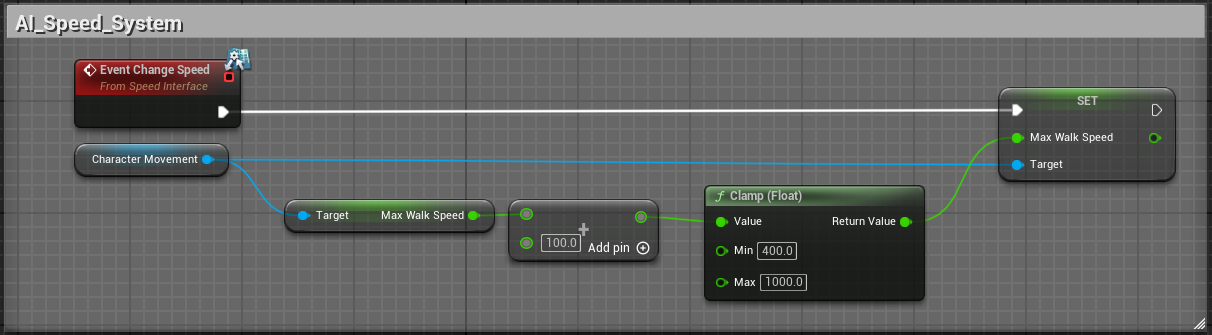 AI_Speed_System
Event Change Speed
From Speed Interface
SET
Max Walk Speed
Target
Character Movement
Target Max Walk Speed
100.0
Add pin
Clamp (Float)
Value Return Value
Min 400.0
Max 1000.0